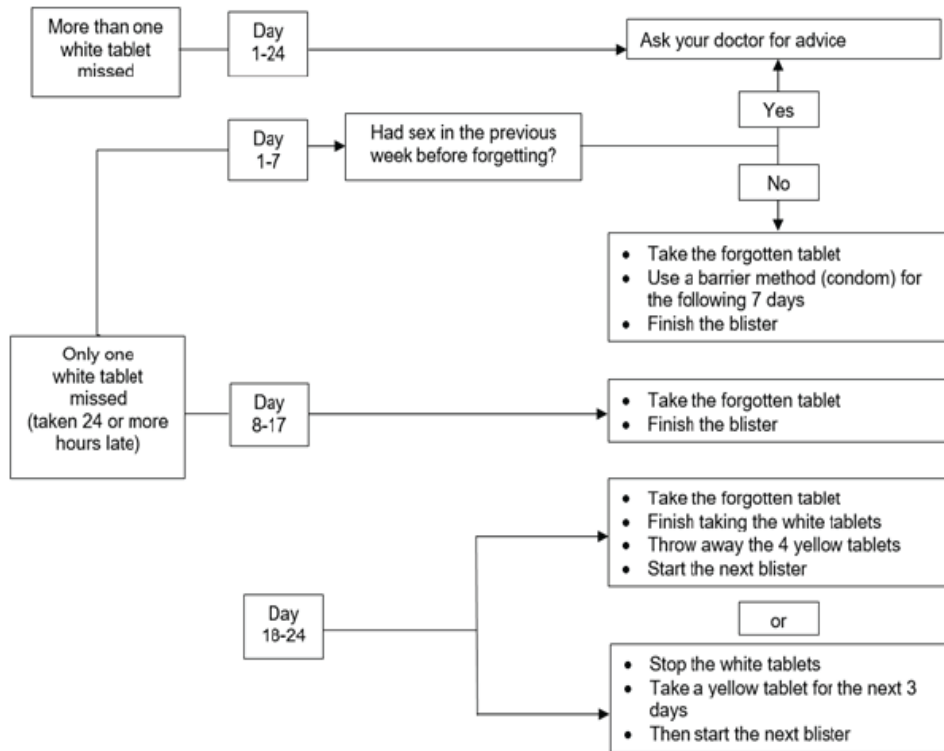 More than one
white tablet
missed
Day
1-24
Ask your doctor for advice
Yes
Day
1-7
Had sex in the previous
week before forgetting?
No
• Take the forgotten tablet
• Use a barrier method (condom) for
the following 7 days
• Finish the blister
Only one
white tablet
missed
(taken 24 or more
hours late)
Day
8-17
• Take the forgotten tablet
• Finish the blister
• Take the forgotten tablet
• Finish taking the white tablets
• Throw away the 4 yellow tablets
• Start the next blister
Day
18-24
or
• Stop the white tablets
• Take a yellow tablet for the next 3
days
• Then start the next blister